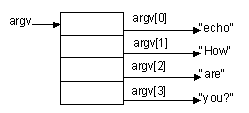 argv[0]
argv
"echo"
argv[1]
"How"
argv[2]
"are"
argv[3]
"you?"